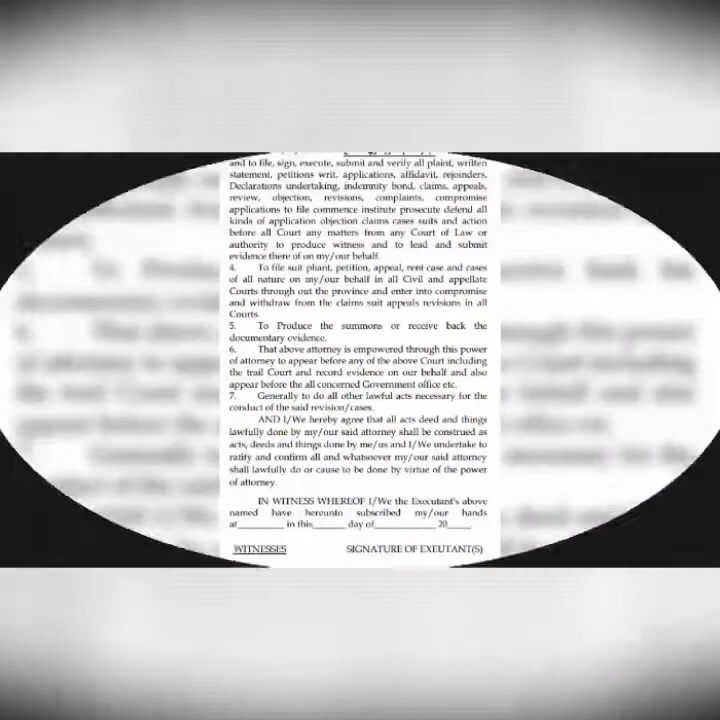 and to file, sign, execute, submit and verify all plaint, written
statement, petitions writ, applications, affidavit, rejoinders,
Declarations undertaking, indemnity bond, claims, appeals,
review, objection, revisions, complaints, compromise
applications to file commence institute prosecute defend all
kinds of application objection claims cases suits and action
before all Court any matters from any Court of Law or
authority to produce witness and to lead and submit
evidence there of on my/our behalf.
4. To file suit pliant, petition, appeal, rent case and cases
of all nature on my/our behalf in all Civil and appellate
Courts through out the province and enter into compromise
and withdraw from the claims suit appeals revisions in all
Courts.
5. To Produce the summons or receive back the
documentary evidence.
6. That above attorney is empowered through this power
of attorney to appear before any of the above Court including
the trail Court and record evidence on our behalf and also
appear before the all concerned Government office etc.
7. Generally to do all other lawful acts necessary for the
conduct of the said revision/cases.
AND I/We hereby agree that all acts deed and things
lawfully done by my/our said attorney shall be construed as
acts, deeds and things done by me/us and I/We undertake to
ratify and confirm all and whatsoever my/our said attorney
shall lawfully do or cause to be done by virtue of the power
of attorney.
IN WITNESS WHEREOF I/We the Executant's above
named have hereunto subscribed my/our hands
at__________ in this_______ day of_____________ 20_____
WITNESSES SIGNATURE OF EXEUTANT(S)